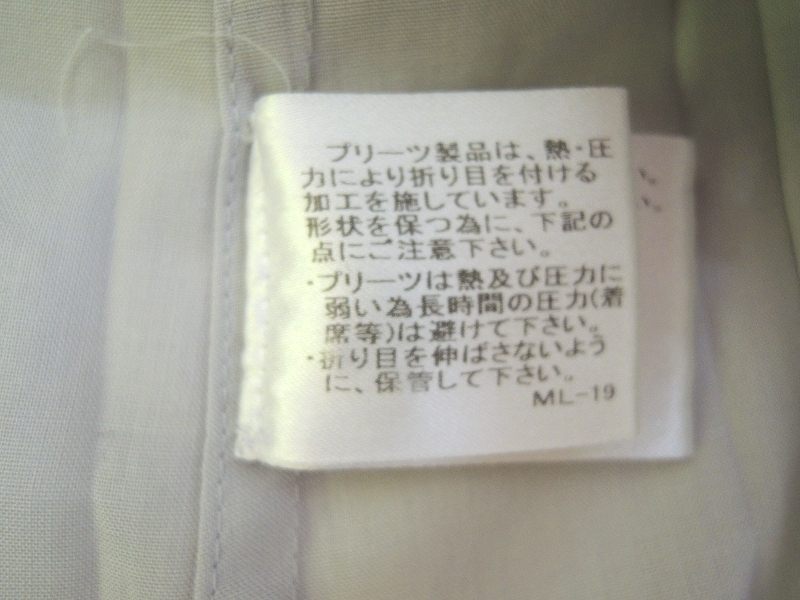 プリーツ製品は、熱・圧
力により折り目を付ける
加工を施しています。
形状を保つ為に、下記の
点にご注意下さい。
・プリーツは熱及び圧力に
弱い為長時間の圧力(着
席等)は避けて下さい。
・折り目を伸ばさないよう
に、保管して下さい。
ML-19
い。
い。